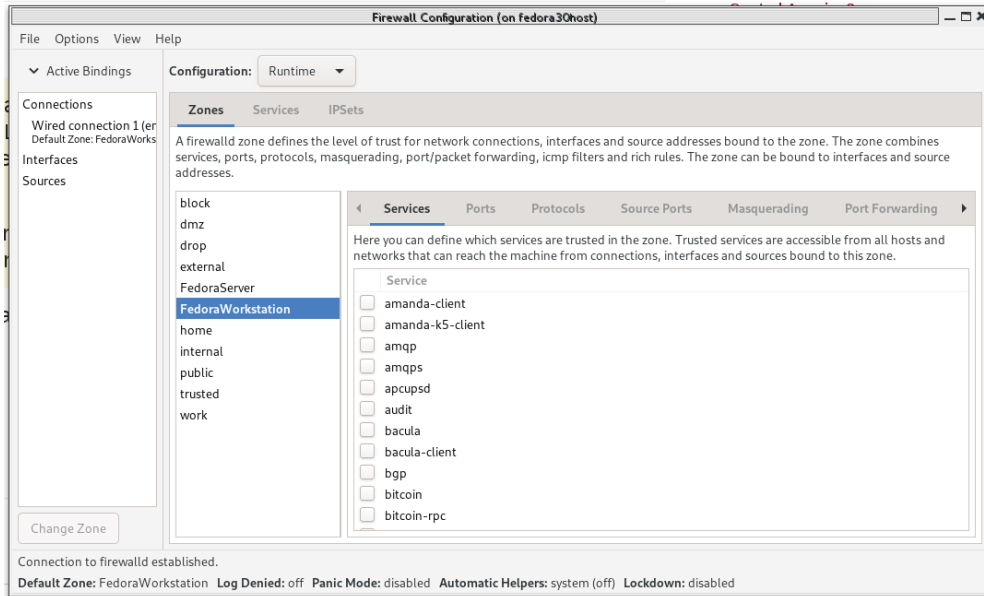 Firewall Configuration (on fedora30host)
File Options View Help
Active Bindings
Configuration: Runtime
Connections
Wired connection 1 (er
Default Zone: FedoraWorks
Interfaces
Sources
Change Zone
Zones Services IPSets
A firewalld zone defines the level of trust for network connections, interfaces and source addresses bound to the zone. The zone combines
services, ports, protocols, masquerading, port/packet forwarding, icmp filters and rich rules. The zone can be bound to interfaces and source
addresses.
block
dmz
drop
external
FedoraServer
FedoraWorkstation
home
internal
public
trusted
work
Services Ports Protocols Source Ports Masquerading Port Forwarding
Here you can define which services are trusted in the zone. Trusted services are accessible from all hosts and
networks that can reach the machine from connections, interfaces and sources bound to this zone.
Service
amanda-client
amanda-k5-client
amqp
amqps
apcupsd
audit
bacula
bacula-client
bgp
bitcoin
bitcoin-rpc
Connection to firewalld established.
Default Zone: FedoraWorkstation Log Denied: off Panic Mode: disabled Automatic Helpers: system (off) Lockdown: disabled